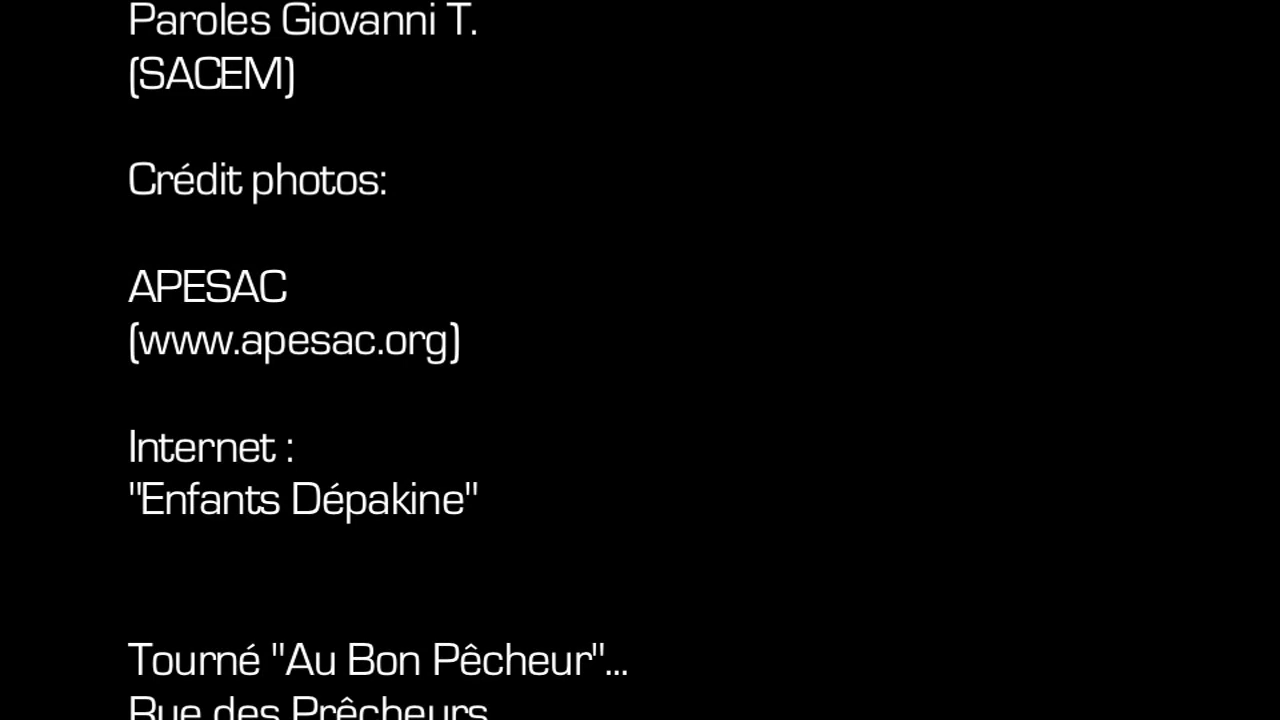 Paroles Giovanni T.
(SACEM)
Crédit photos:
APESAC
(www.apesac.org)
Internet :
"Enfants Dépakine"
Tourné "Au Bon Pêcheur"...
Rue des Prêcheurs